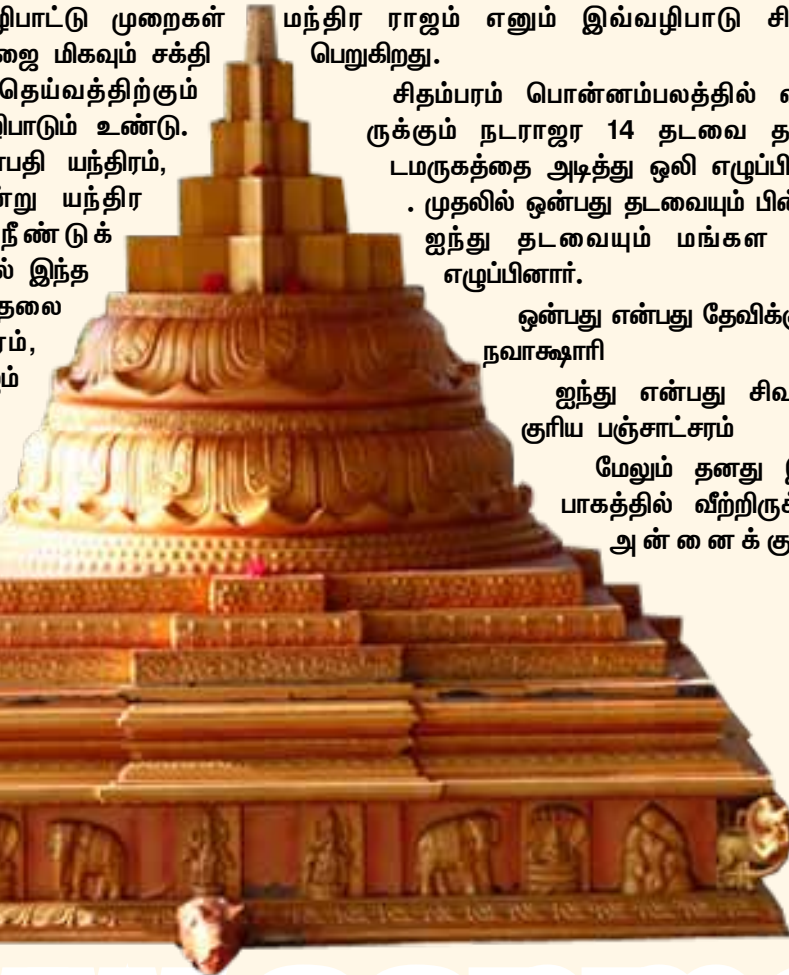 ழிபாட்டு முறைகள்
ஜை மிகவும் சக்தி
தெய்வத்திற்கும்
பாடும் உண்டு.
பதி யந்திரம்,
ன்று யந்திர
நீண்டுக்
ல் இந்த
தலை
ரம்,
ம்
மந்திர ராஜம் எனும் இவ்வழிபாடு சி
பெறுகிறது.
சிதம்பரம் பொன்னம்பலத்தில்
ருக்கும் நடராஜர 14 தடவை த
டமருகத்தை அடித்து ஒலி எழுப்பி
. முதலில் ஒன்பது தடவையும் பின்
ஐந்து தடவையும் மங்கள
எழுப்பினார்.
ஒன்பது என்பது தேவிக்கு
நவாக்ஷாரி
ஐந்து என்பது சிவ
குரிய பஞ்சாட்சரம்
மேலும் தனது
பாகத்தில் வீற்றிருக்
அன்னைக்கு